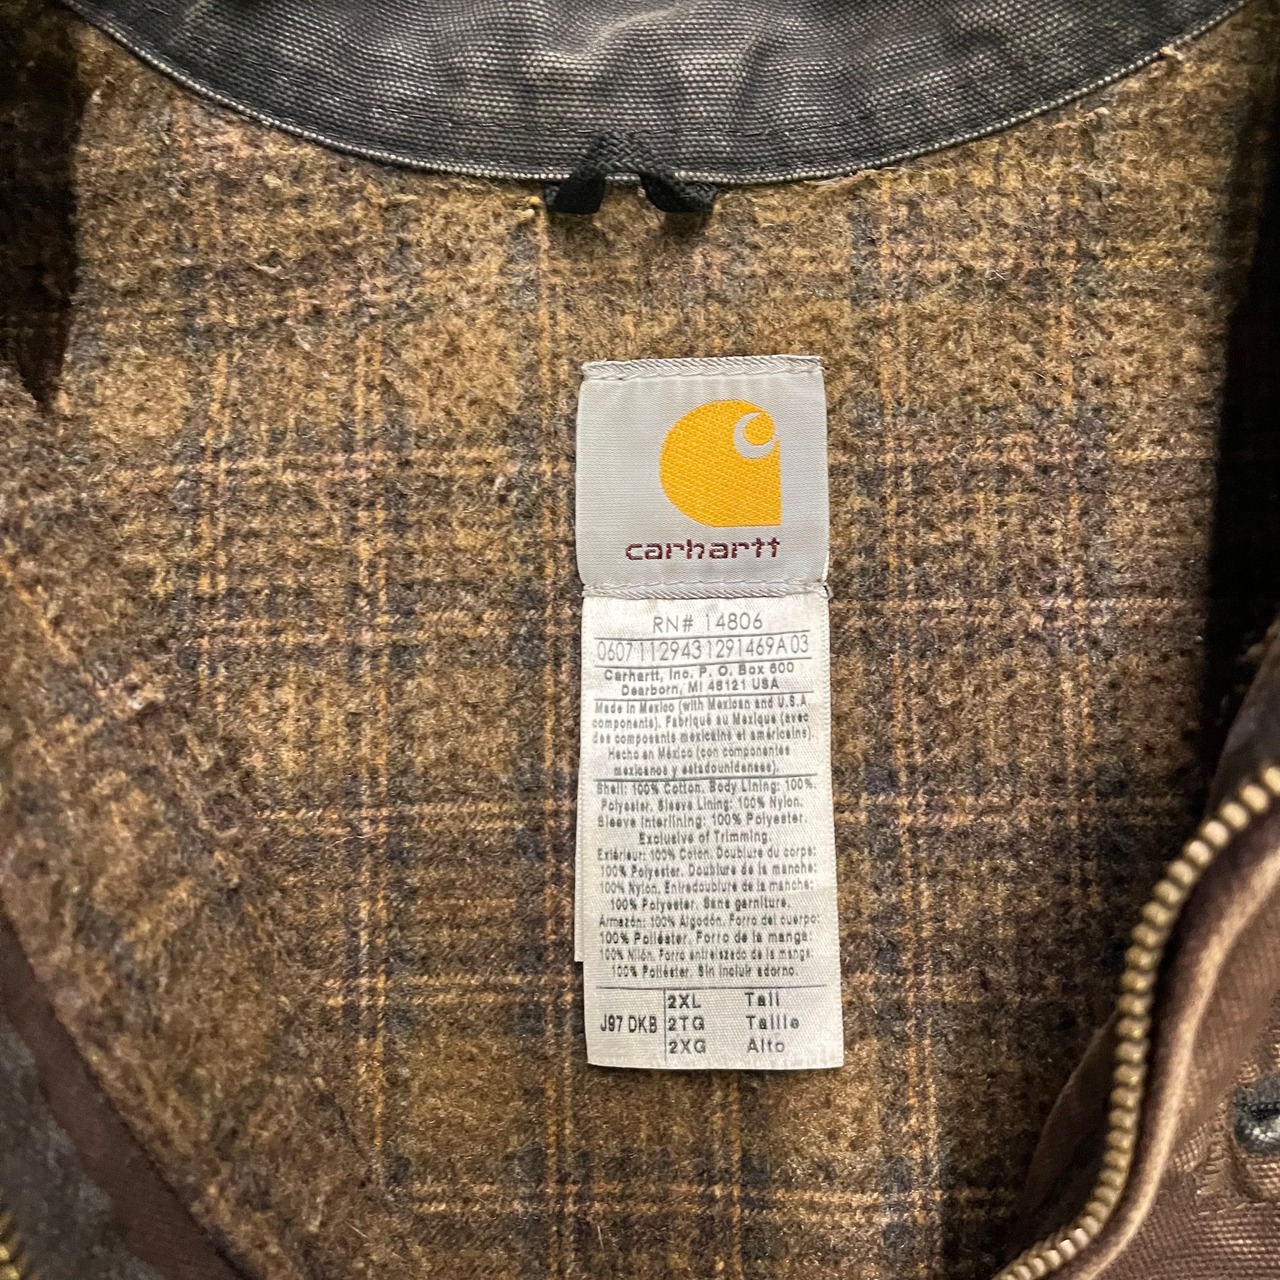 carhartt
RN# 14806
0607112943 1291469A 03
Carhartt, Inc. P. O. Box 600
Dearborn, MI 48121 USA
Made in Mexico (with Mexican and U.S.A.
components). Fabriqué au Mexique (avec
des composants mexicains et américains).
Hecho en México (con componentes
mexicanos y estadounidenses).
Shell: 100% Cotton. Body Lining: 100%.
Polyester. Sleeve Lining: 100% Nylon.
Sleeve Interlining: 100% Polyester.
Exclusive of Trimming.
Extérieur: 100% Coton. Doublure du corps:
100% Polyester. Doublure de la manche:
100% Nylon. Entredoublure de la manche:
100% Polyester. Sans garniture.
Armazón: 100% Algodón. Forro del cuerpo:
100% Poliéster. Forro de la manga:
100% Nilón. Forro entrelazado de la manga:
100% Poliéster. Sin incluir adorno.
J97 DKB 2XL Tall
2TG Taille
2XG Alto